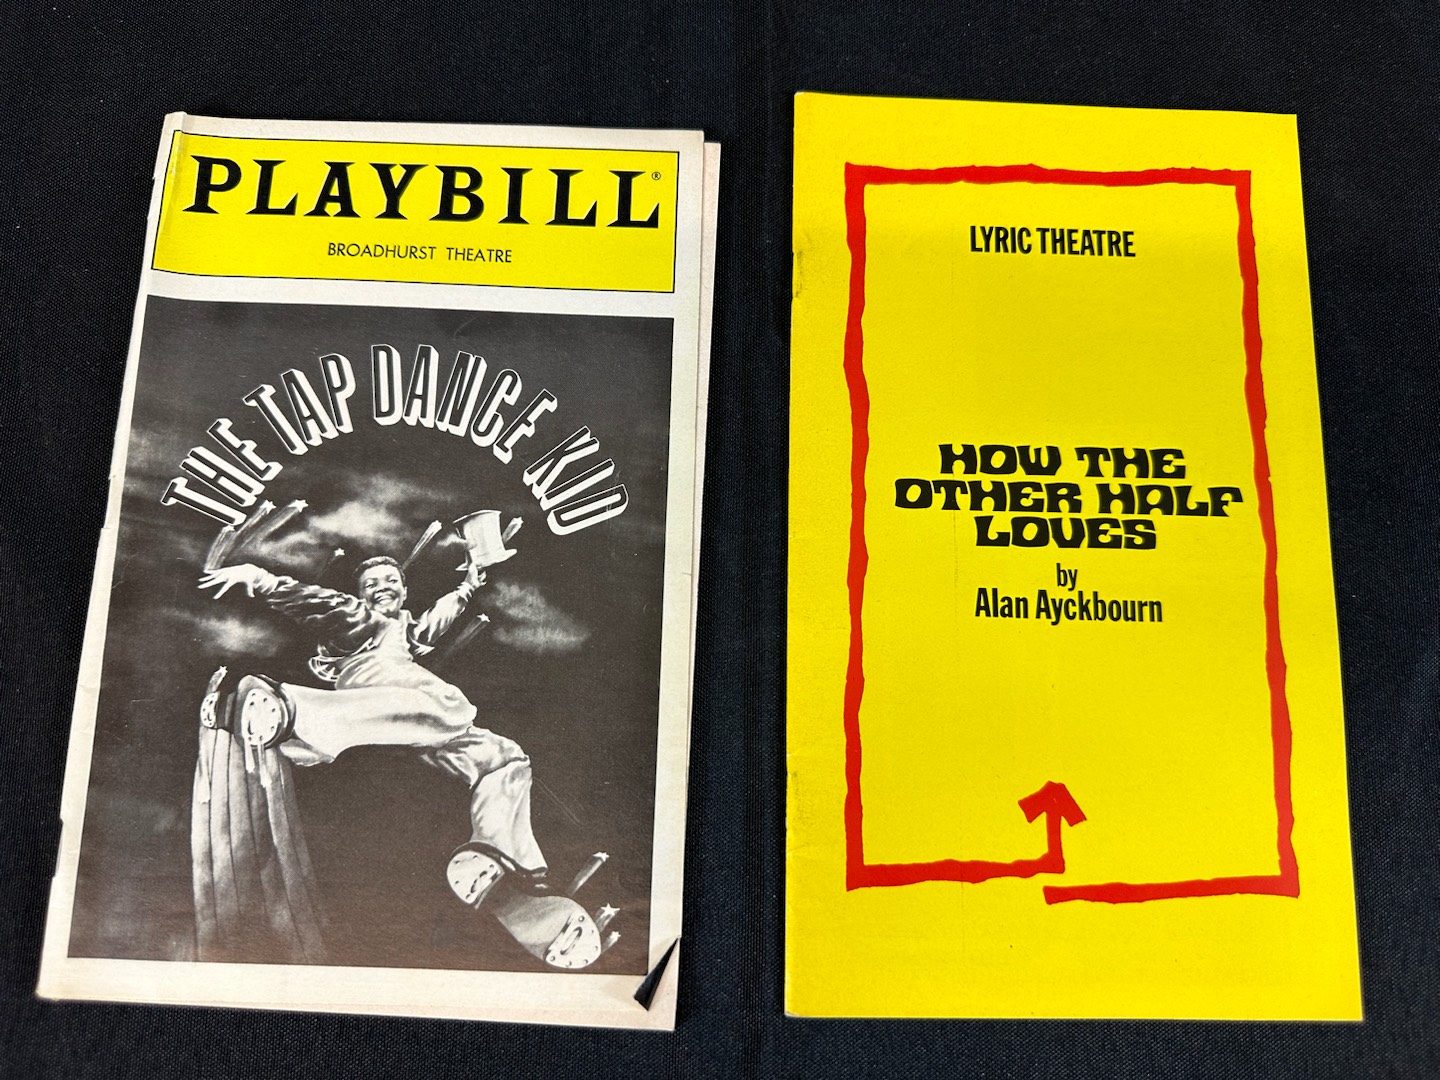 PLAYBILL®
BROADHURST THEATRE
THE TAP DANCE KID
LYRIC THEATRE
HOW THE
OTHER HALF
LOVES
by
Alan Ayckbourn